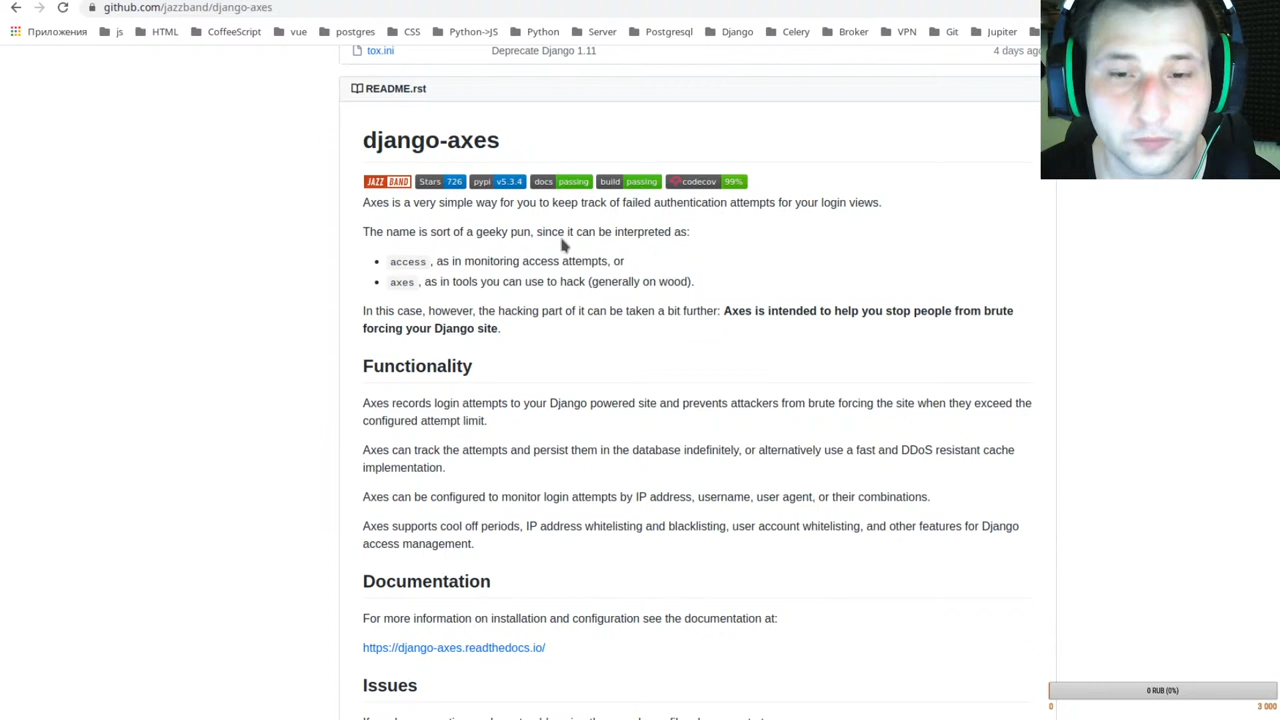 github.com/jazzband/django-axes
Приложения js HTML CoffeeScript vue postgres CSS Python->JS Python Server Postgresql Django Celery Broker VPN Git Jupiter
tox.ini Deprecate Django 1.11 4 days ago
README.rst
django-axes
JAZZ BAND Stars 726 pypi v5.3.4 docs passing build passing codecov 99%
Axes is a very simple way for you to keep track of failed authentication attempts for your login views.
The name is sort of a geeky pun, since it can be interpreted as:
• access , as in monitoring access attempts, or
• axes , as in tools you can use to hack (generally on wood).
In this case, however, the hacking part of it can be taken a bit further: Axes is intended to help you stop people from brute
forcing your Django site.
Functionality
Axes records login attempts to your Django powered site and prevents attackers from brute forcing the site when they exceed the
configured attempt limit.
Axes can track the attempts and persist them in the database indefinitely, or alternatively use a fast and DDoS resistant cache
implementation.
Axes can be configured to monitor login attempts by IP address, username, user agent, or their combinations.
Axes supports cool off periods, IP address whitelisting and blacklisting, user account whitelisting, and other features for Django
access management.
Documentation
For more information on installation and configuration see the documentation at:
https://django-axes.readthedocs.io/
Issues
0 RUB (0%)
0 3 000